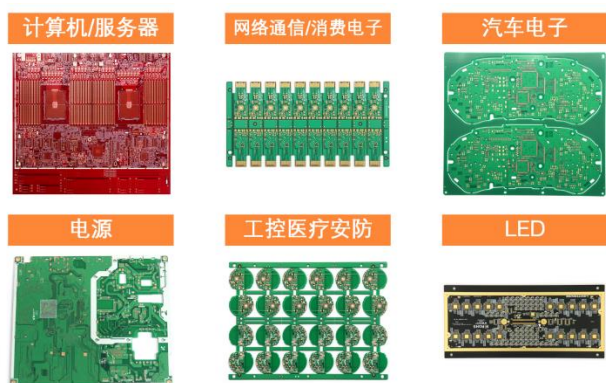 计算机/服务器
网络通信/消费电子
汽车电子
电源
工控医疗安防
LED